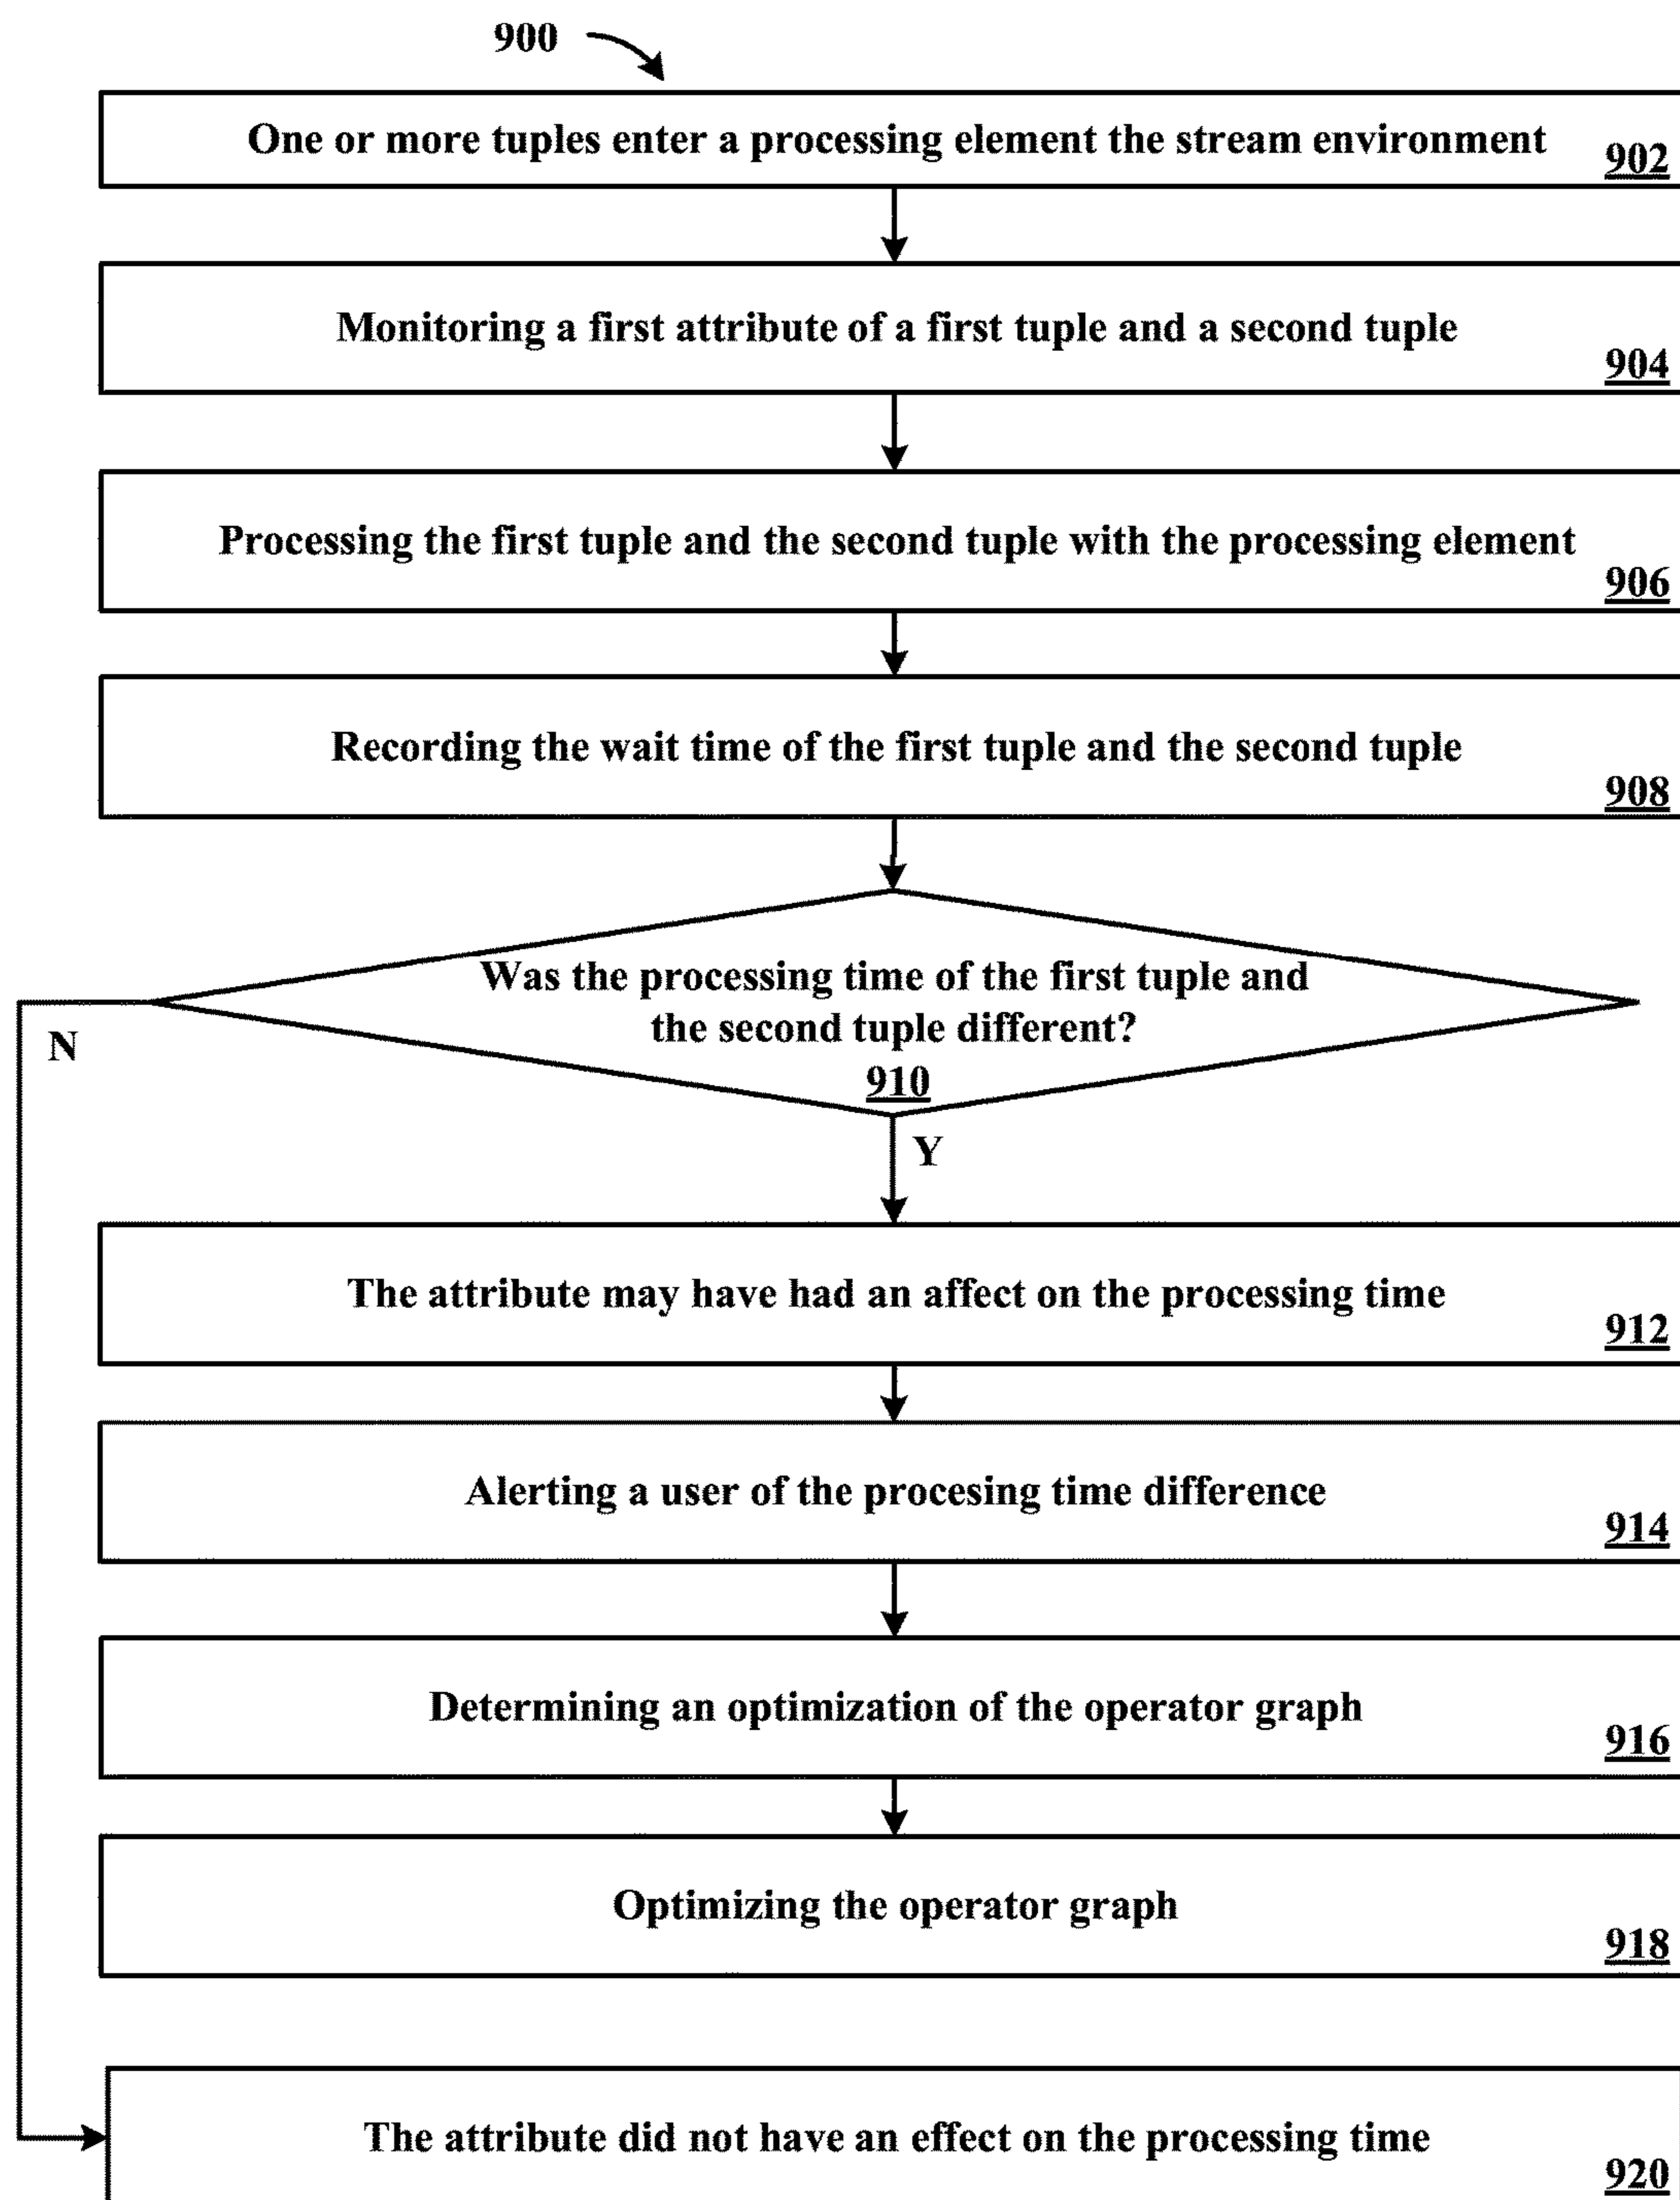 900
One or more tuples enter a processing element the stream environment
902
Monitoring a first attribute of a first tuple and a second tuple
904
Processing the first tuple and the second tuple with the processing element
906
Recording the wait time of the first tuple and the second tuple
908
Was the processing time of the first tuple and
the second tuple different?
910
N
Y
The attribute may have had an affect on the processing time
912
Alerting a user of the procesing time difference
914
Determining an optimization of the operator graph
916
Optimizing the operator graph
918
The attribute did not have an effect on the processing time
920